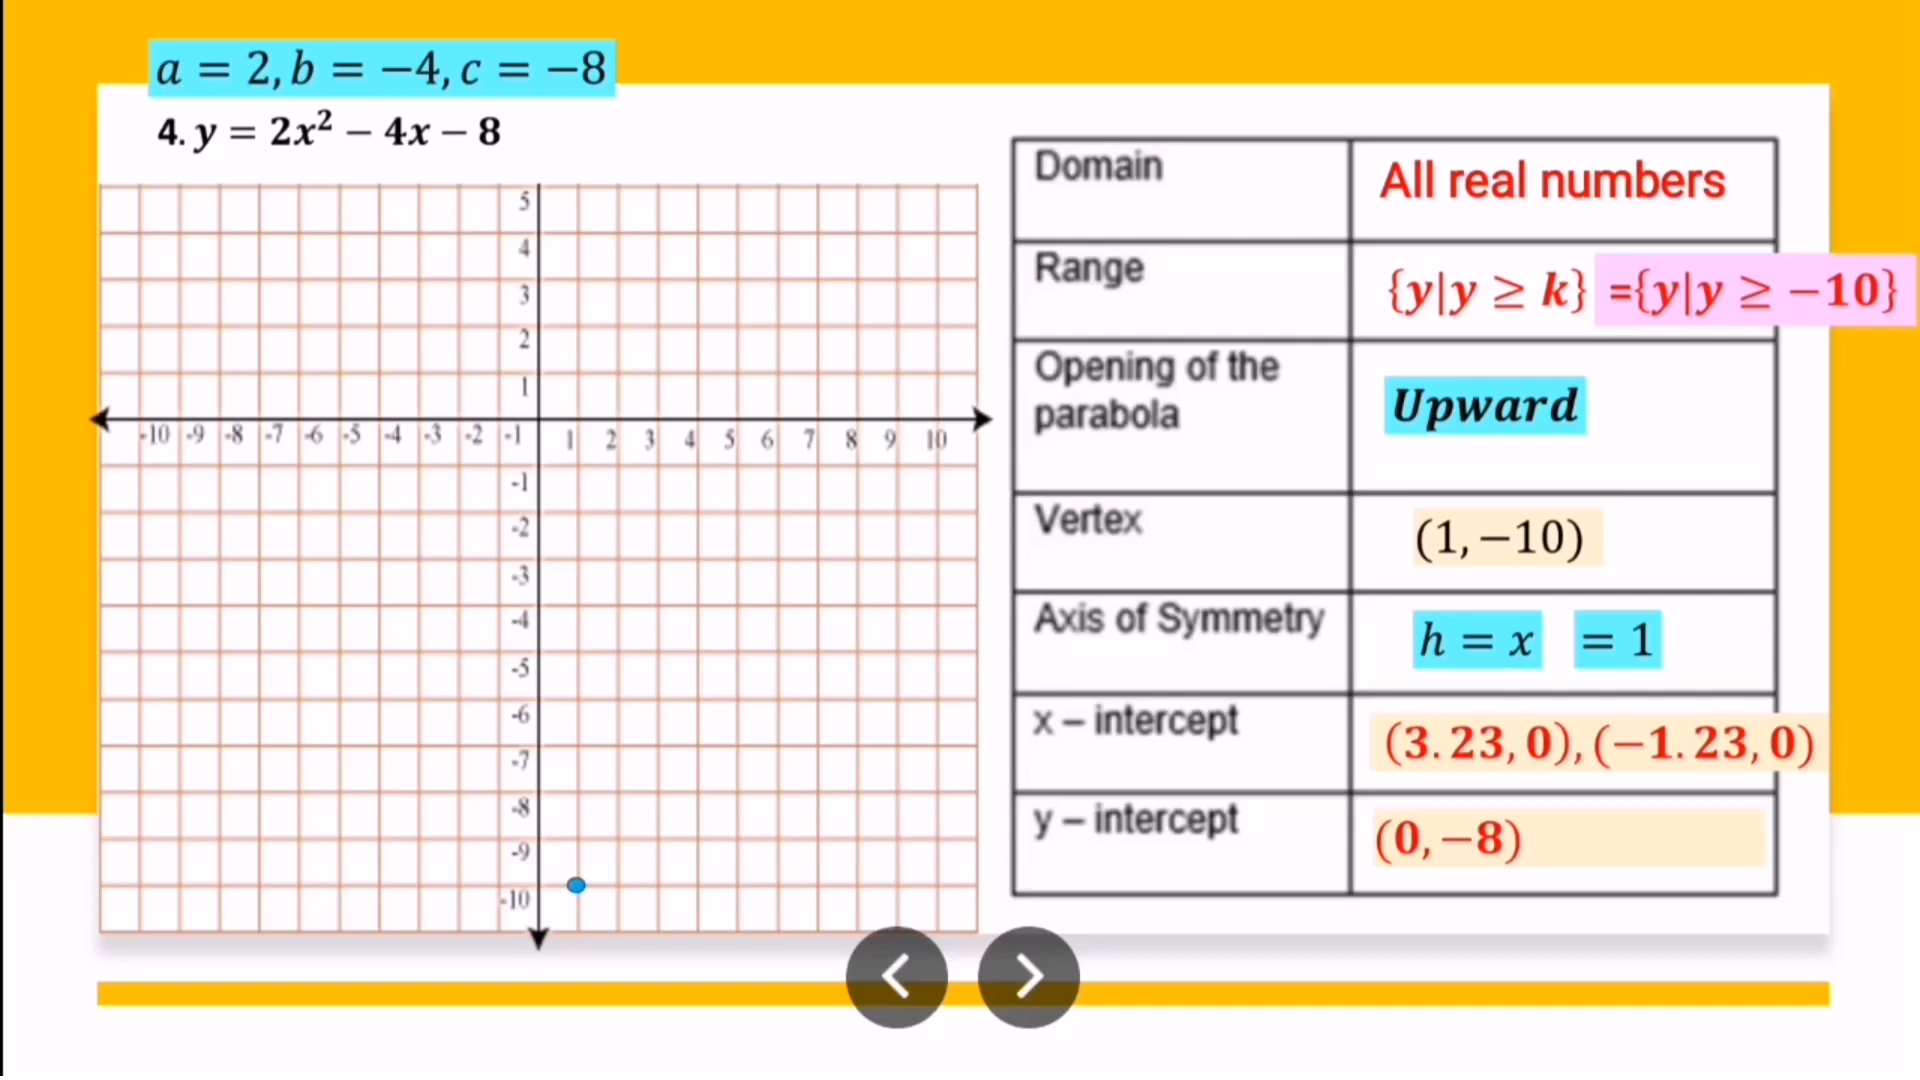 a = 2, b = −4, c = −8
4. y = 2x² − 4x − 8
5
4
3
2
1
-10 -9 -8 -7 -6 -5 -4 -3 -2 -1 1 2 3 4 5 6 7 8 9 10
-1
-2
-3
-4
-5
-6
-7
-8
-9
-10
Domain All real numbers
Range {y|y ≥ k} ={y|y ≥ −10}
Opening of the
parabola Upward
Vertex (1, −10)
Axis of Symmetry h = x = 1
x – intercept (3.23, 0), (−1.23, 0)
y – intercept (0, −8)